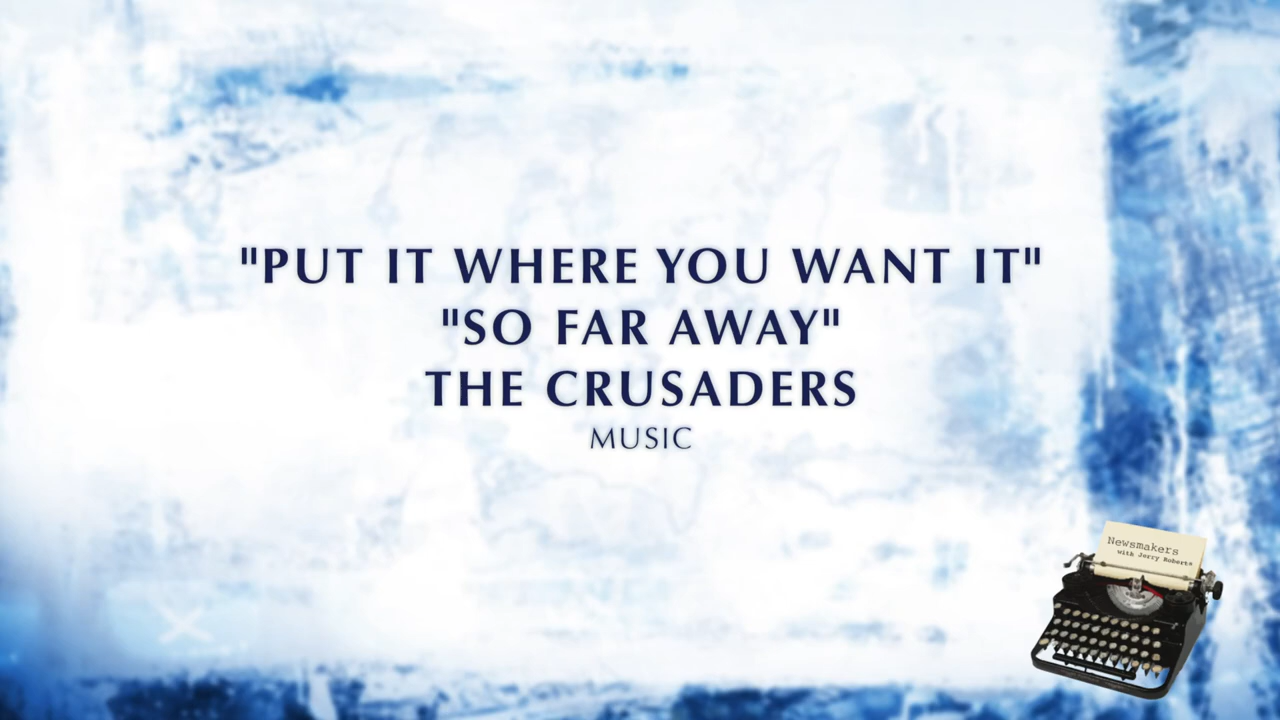 "PUT IT WHERE YOU WANT IT"
"SO FAR AWAY"
THE CRUSADERS
MUSIC
Newsmakers
with Jerry Roberts